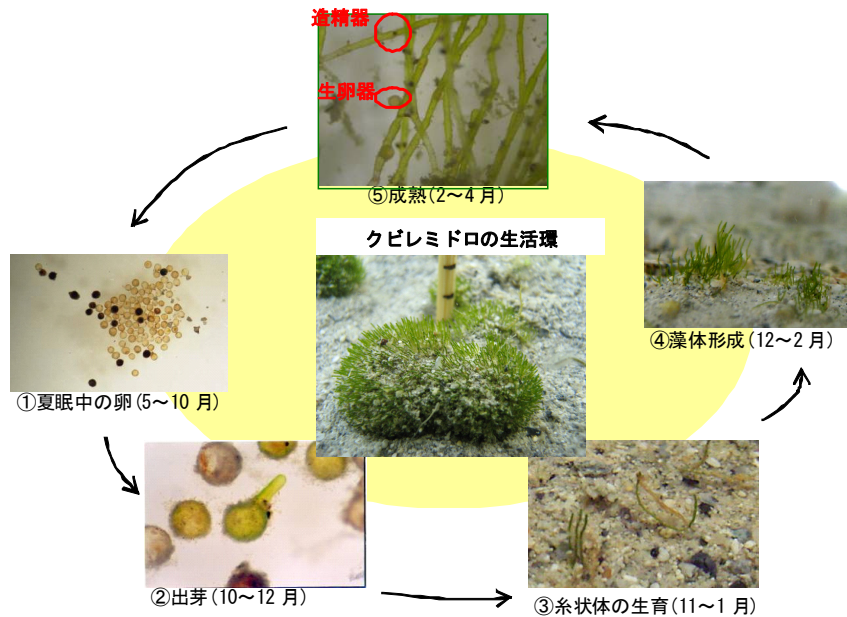 造精器
生卵器
⑤成熟(2～4月)
クビレミドロの生活環
④藻体形成(12～2月)
①夏眠中の卵(5～10月)
②出芽(10～12月)
③糸状体の生育(11～1月)